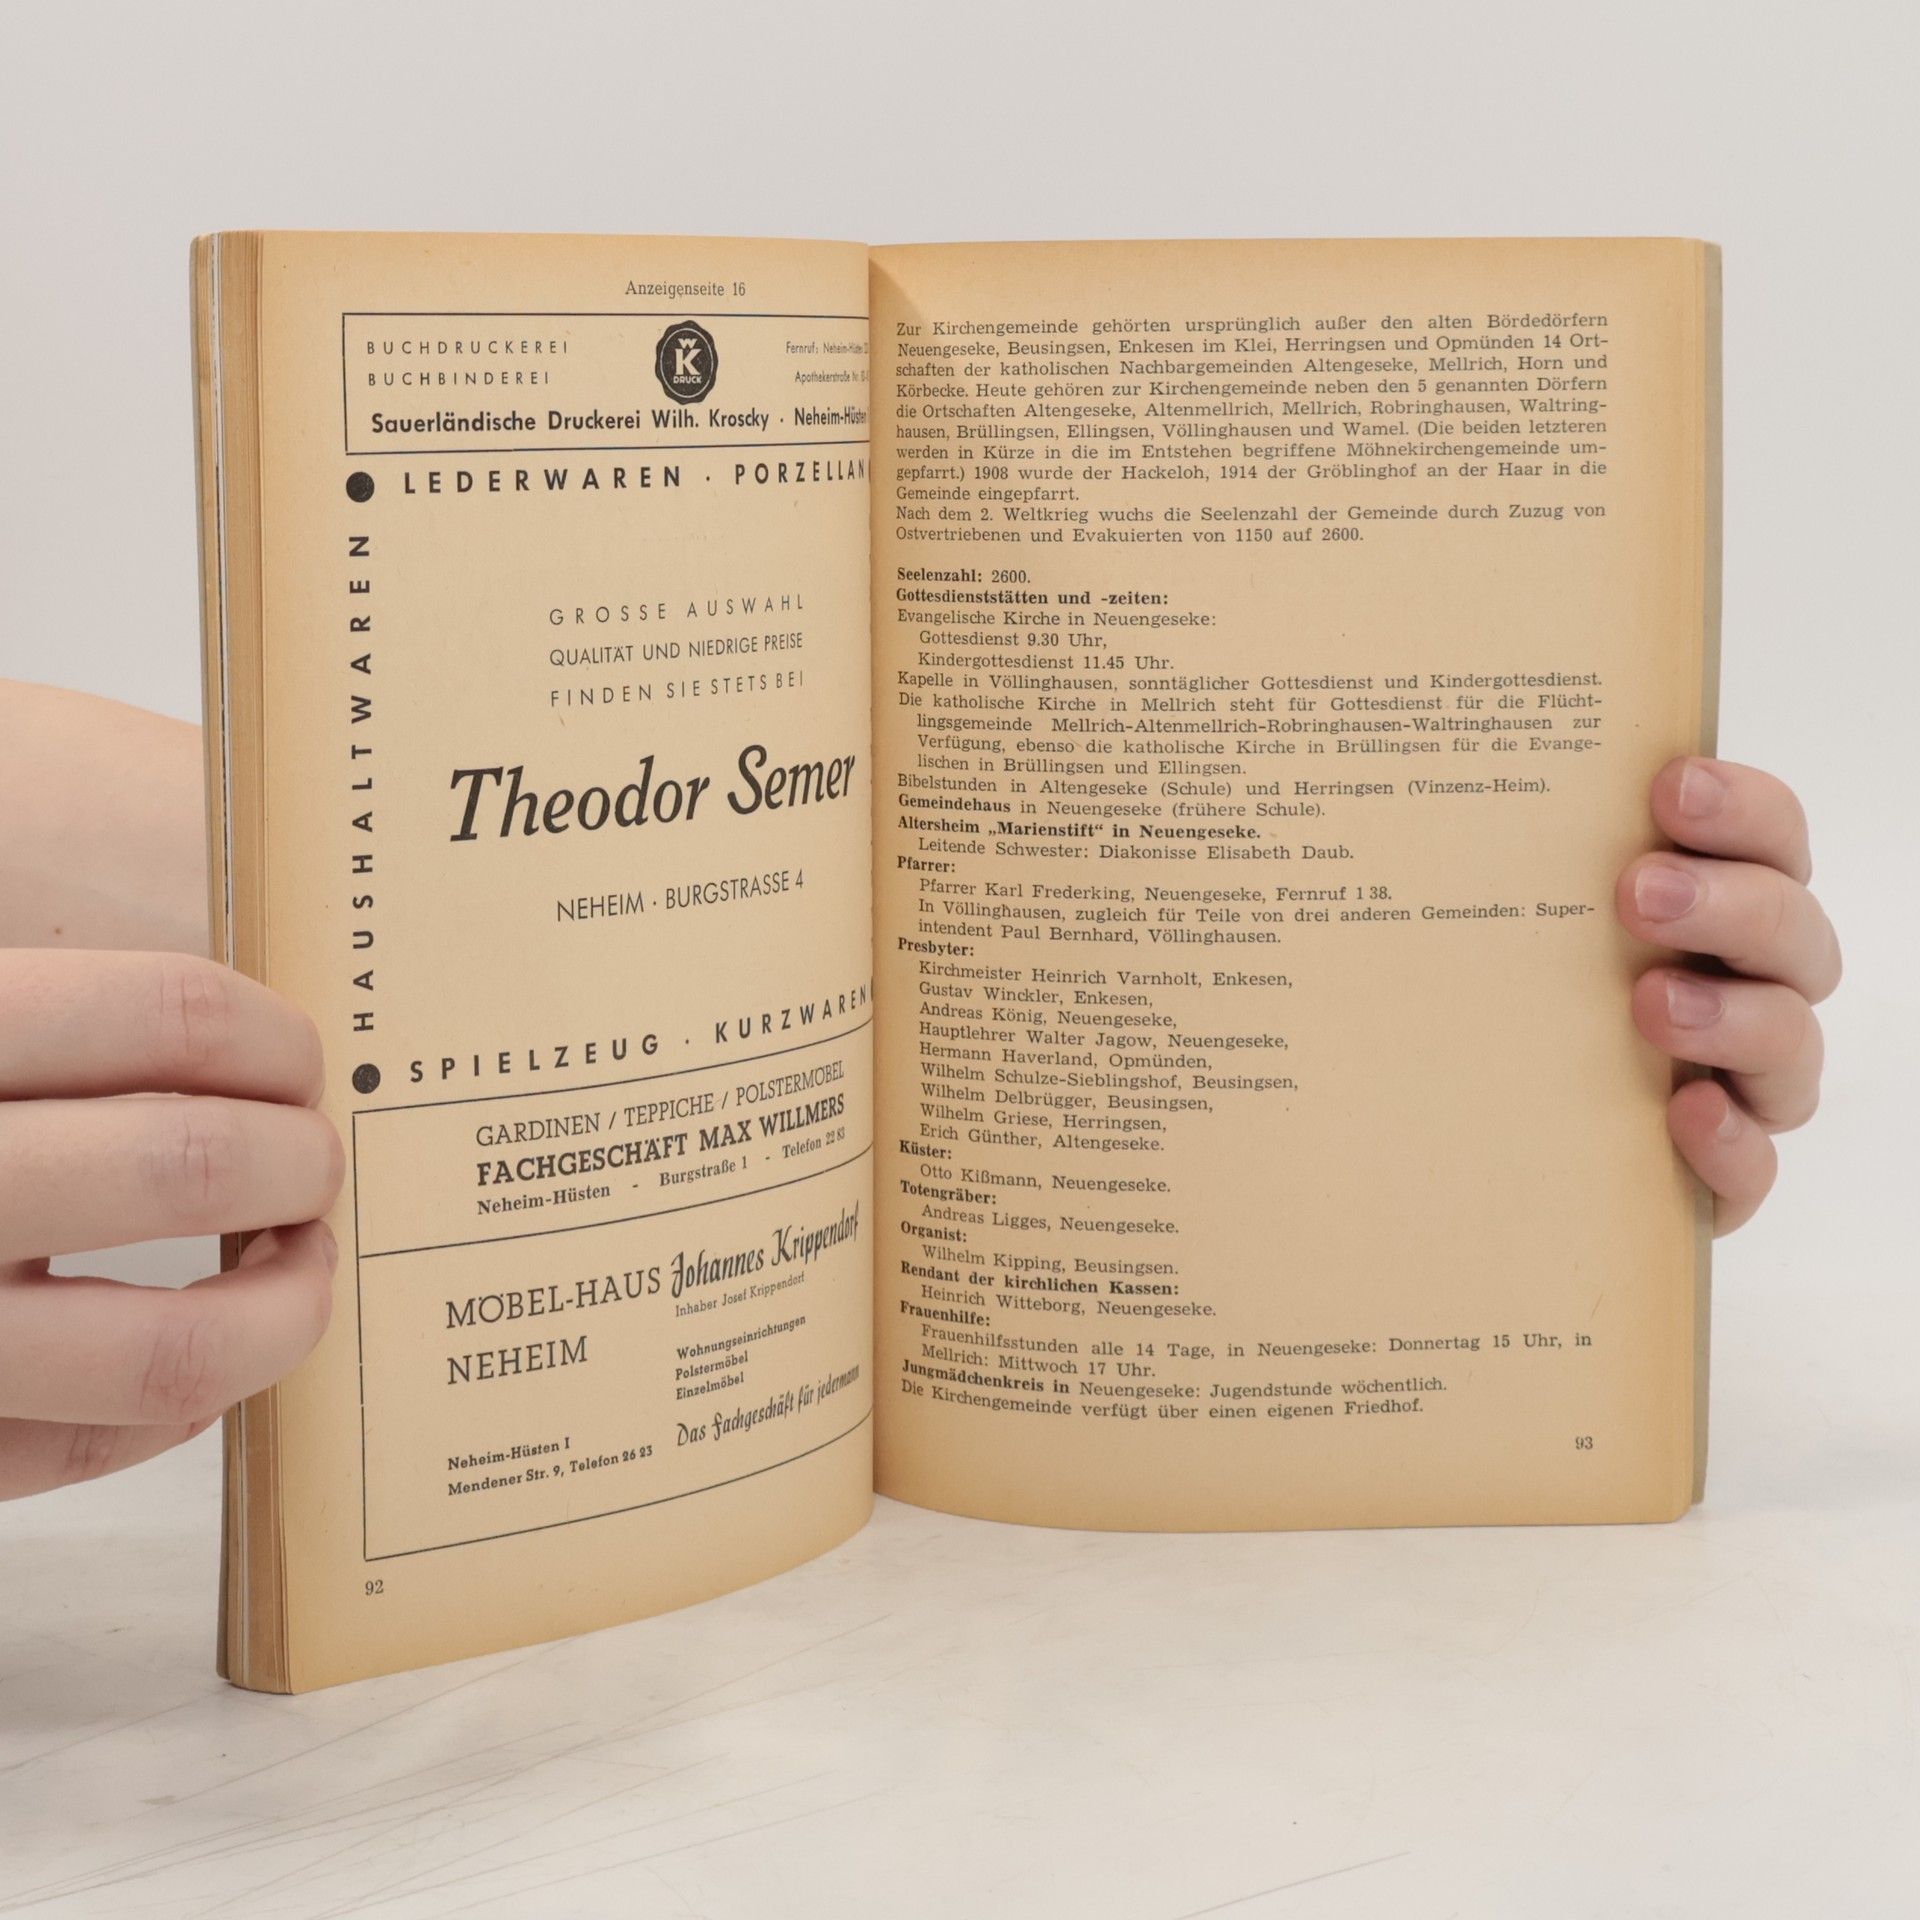 Anzeigenseite 16
BUCHDRUCKEREI
BUCHBINDEREI
K
DRUCK
Fernruf: Neheim-Hüsten
Apothekerstraße Nr.
Sauerländische Druckerei Wilh. Kroscky · Neheim-Hüsten
LEDERWAREN · PORZELLAN
HAUSHALTWAREN
GROSSE AUSWAHL
QUALITÄT UND NIEDRIGE PREISE
FINDEN SIE STETS BEI
Theodor Semer
NEHEIM · BURGSTRASSE 4
SPIELZEUG · KURZWAREN
GARDINEN / TEPPICHE / POLSTERMÖBEL
FACHGESCHÄFT MAX WILLMERS
Neheim-Hüsten - Burgstraße 1 - Telefon 22 83
MÖBEL-HAUS Johannes Krippendorf
Inhaber Josef Krippendorf
NEHEIM
Wohnungseinrichtungen
Polstermöbel
Einzelmöbel
Das Fachgeschäft für jedermann
Neheim-Hüsten I
Mendener Str. 9, Telefon 26 23
92
Zur Kirchengemeinde gehörten ursprünglich außer den alten Bördedörfern
Neuengeseke, Beusingsen, Enkesen im Klei, Herringsen und Opmünden 14 Ort-
schaften der katholischen Nachbargemeinden Altengeseke, Mellrich, Horn und
Körbecke. Heute gehören zur Kirchengemeinde neben den 5 genannten Dörfern
die Ortschaften Altengeseke, Altenmellrich, Mellrich, Robringhausen, Waltring-
hausen, Brüllingsen, Ellingsen, Völlinghausen und Wamel. (Die beiden letzteren
werden in Kürze in die im Entstehen begriffene Möhnekirchengemeinde um-
gepfarrt.) 1908 wurde der Hackeloh, 1914 der Gröblinghof an der Haar in die
Gemeinde eingepfarrt.
Nach dem 2. Weltkrieg wuchs die Seelenzahl der Gemeinde durch Zuzug von
Ostvertriebenen und Evakuierten von 1150 auf 2600.
Seelenzahl: 2600.
Gottesdienststätten und -zeiten:
Evangelische Kirche in Neuengeseke:
Gottesdienst 9.30 Uhr,
Kindergottesdienst 11.45 Uhr.
Kapelle in Völlinghausen, sonntäglicher Gottesdienst und Kindergottesdienst.
Die katholische Kirche in Mellrich steht für Gottesdienst für die Flücht-
lingsgemeinde Mellrich-Altenmellrich-Robringhausen-Waltringhausen zur
Verfügung, ebenso die katholische Kirche in Brüllingsen für die Evange-
lischen in Brüllingsen und Ellingsen.
Bibelstunden in Altengeseke (Schule) und Herringsen (Vinzenz-Heim).
Gemeindehaus in Neuengeseke (frühere Schule).
Altersheim „Marienstift“ in Neuengeseke.
Leitende Schwester: Diakonisse Elisabeth Daub.
Pfarrer:
Pfarrer Karl Frederking, Neuengeseke, Fernruf 1 38.
In Völlinghausen, zugleich für Teile von drei anderen Gemeinden: Super-
intendent Paul Bernhard, Völlinghausen.
Presbyter:
Kirchmeister Heinrich Varnholt, Enkesen,
Gustav Winckler, Enkesen,
Andreas König, Neuengeseke,
Hauptlehrer Walter Jagow, Neuengeseke,
Hermann Haverland, Opmünden,
Wilhelm Schulze-Sieblingshof, Beusingsen,
Wilhelm Delbrügger, Beusingsen,
Wilhelm Griese, Herringsen,
Erich Günther, Altengeseke.
Küster:
Otto Kißmann, Neuengeseke.
Totengräber:
Andreas Ligges, Neuengeseke.
Organist:
Wilhelm Kipping, Beusingsen.
Rendant der kirchlichen Kassen:
Heinrich Witteborg, Neuengeseke.
Frauenhilfe:
Frauenhilfsstunden alle 14 Tage, in Neuengeseke: Donnertag 15 Uhr, in
Mellrich: Mittwoch 17 Uhr.
Jungmädchenkreis in Neuengeseke: Jugendstunde wöchentlich.
Die Kirchengemeinde verfügt über einen eigenen Friedhof.
93